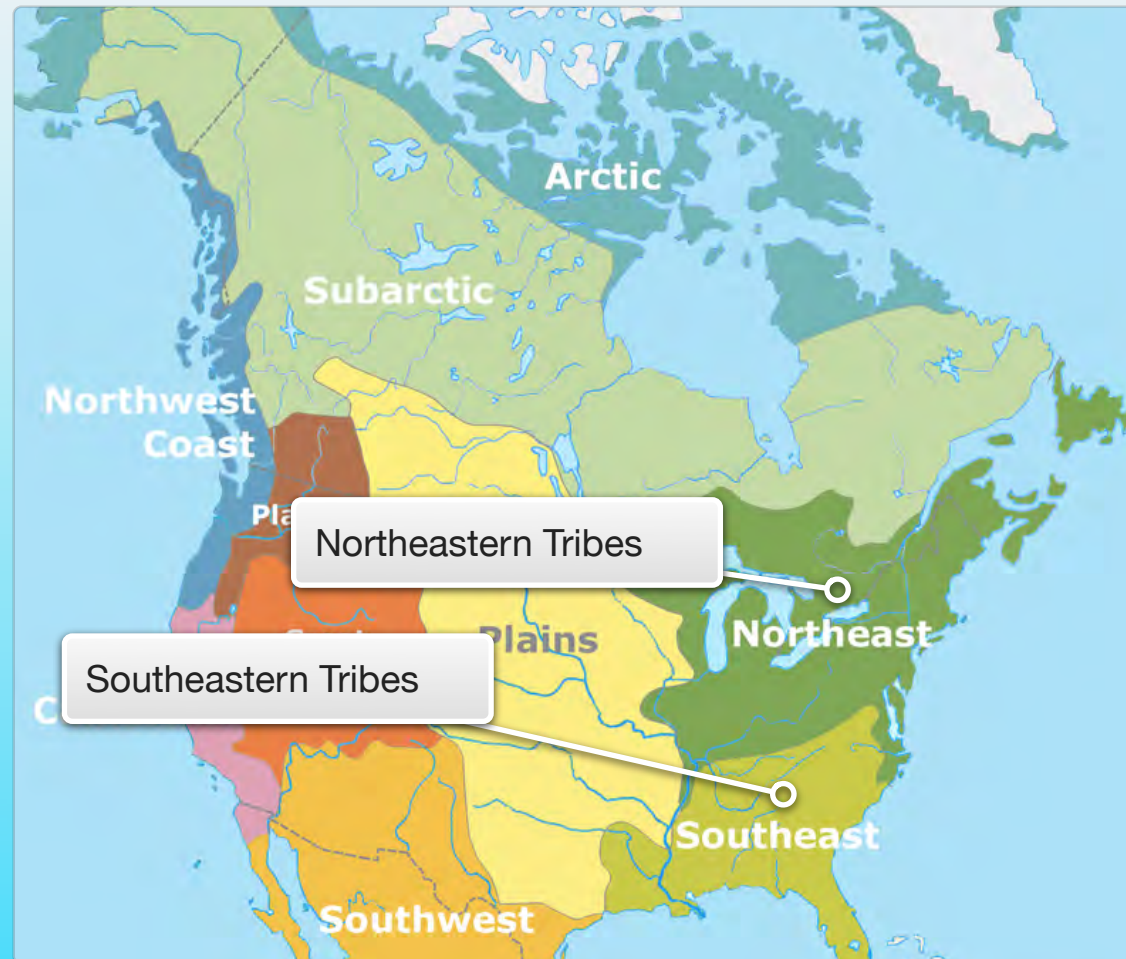 Arctic
Subarctic
Northwest
Coast
Northeastern Tribes
Plains
Northeast
Southeastern Tribes
Southeast
Southwest